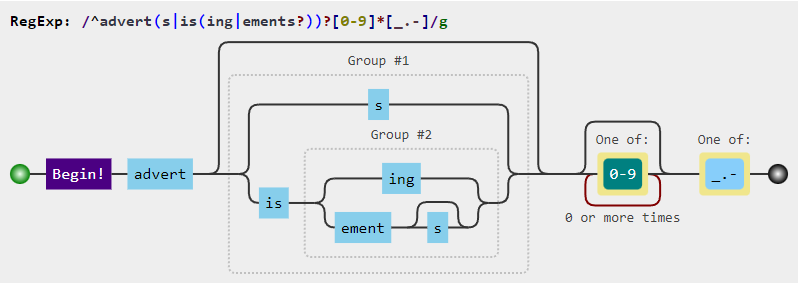 RegExp: /^advert(s|is(ing|ements?))?[0-9]*[_.-]/g
Group #1
s
Group #2
One of:
One of:
Begin!
advert
ing
0-9
_.-
is
0 or more times
ement
s